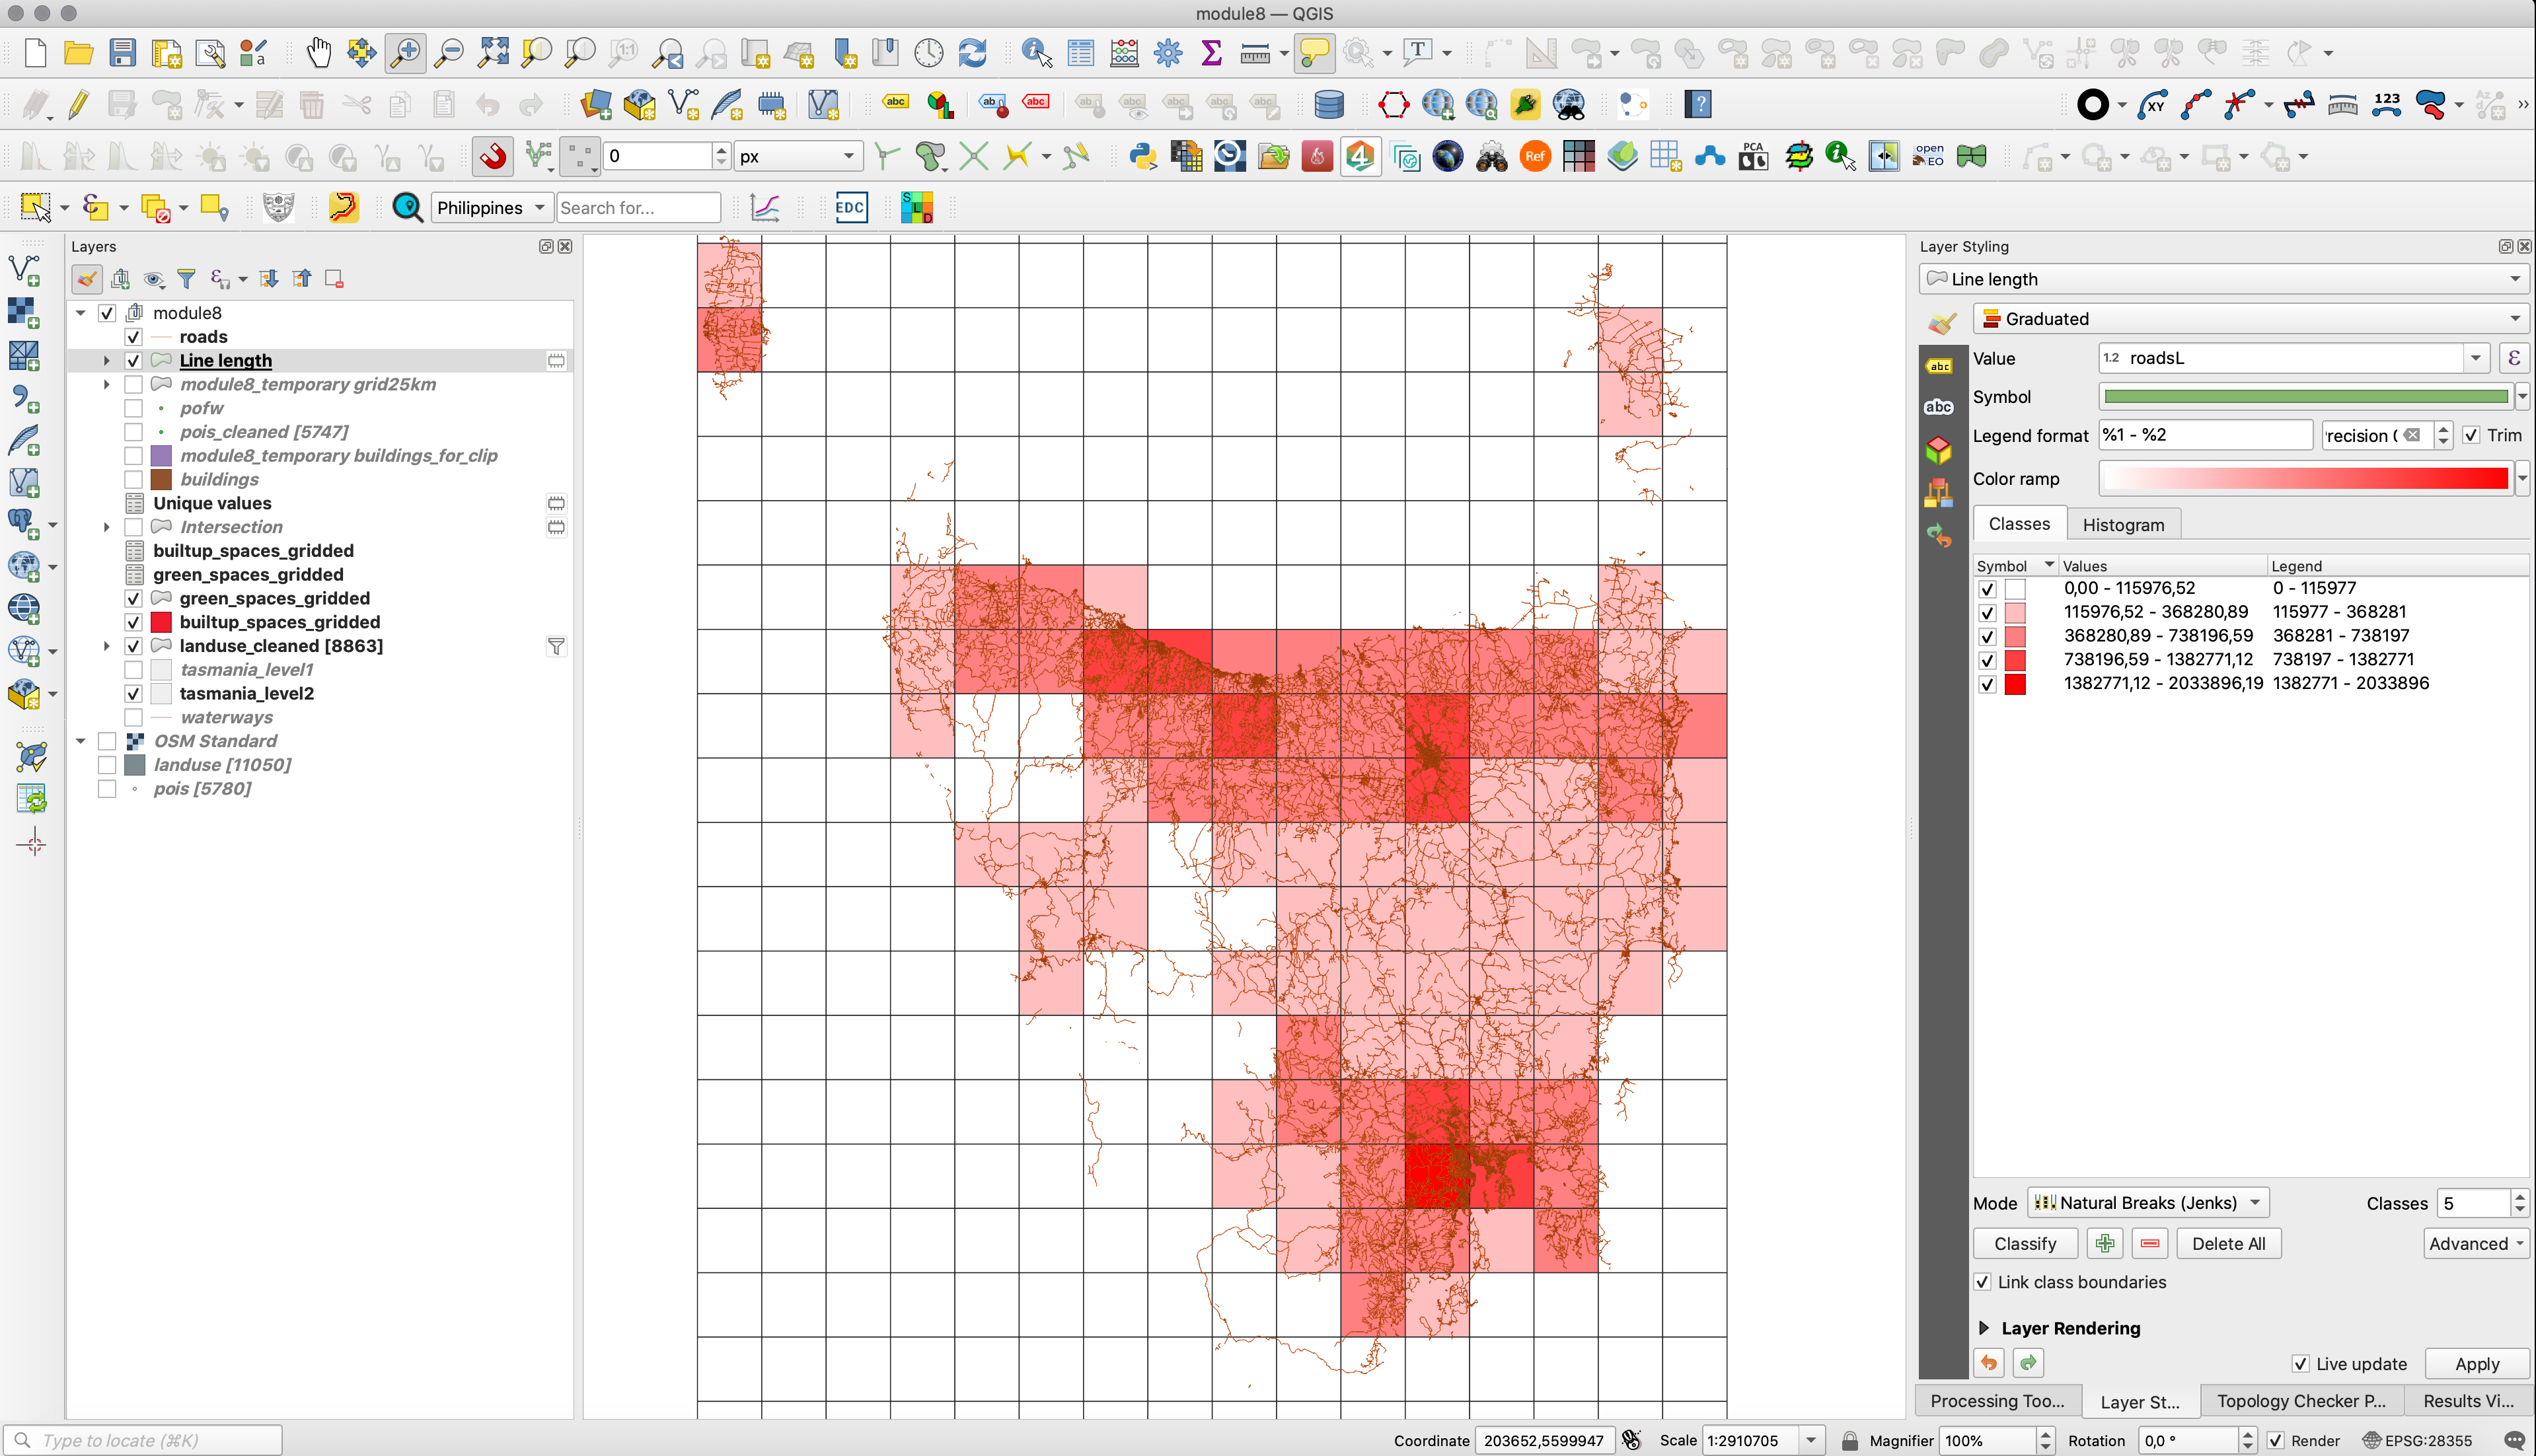 module8 — QGIS
0
px
Philippines
Search for...
EDC
Layers
module8
roads
Line length
module8_temporary grid25km
pofw
pois_cleaned [5747]
module8_temporary buildings_for_clip
buildings
Unique values
Intersection
builtup_spaces_gridded
green_spaces_gridded
green_spaces_gridded
builtup_spaces_gridded
landuse_cleaned [8863]
tasmania_level1
tasmania_level2
waterways
OSM Standard
landuse [11050]
pois [5780]
Layer Styling
Line length
Graduated
Value 1.2 roadsL
Symbol
Legend format %1 - %2 recision ( Trim
Color ramp
Classes Histogram
Symbol Values Legend
0,00 - 115976,52 0 - 115977
115976,52 - 368280,89 115977 - 368281
368280,89 - 738196,59 368281 - 738197
738196,59 - 1382771,12 738197 - 1382771
1382771,12 - 2033896,19 1382771 - 2033896
Mode Natural Breaks (Jenks) Classes 5
Classify Delete All Advanced
Link class boundaries
Layer Rendering
Live update Apply
Processing Too... Layer St... Topology Checker P... Results Vi...
Type to locate (⌘K) Coordinate 203652,5599947 Scale 1:2910705 Magnifier 100% Rotation 0,0 ° Render EPSG:28355